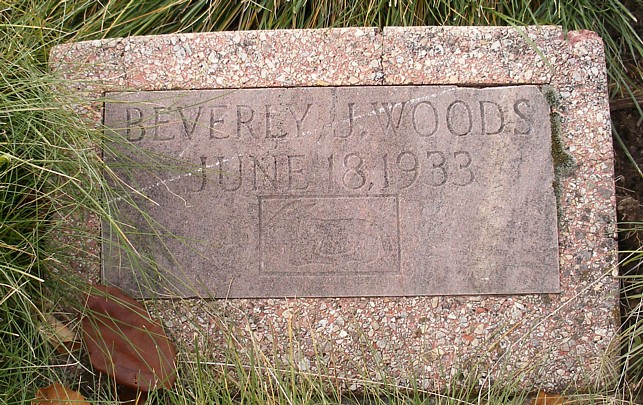 BEVERLY J. WOODS
JUNE 18, 1933